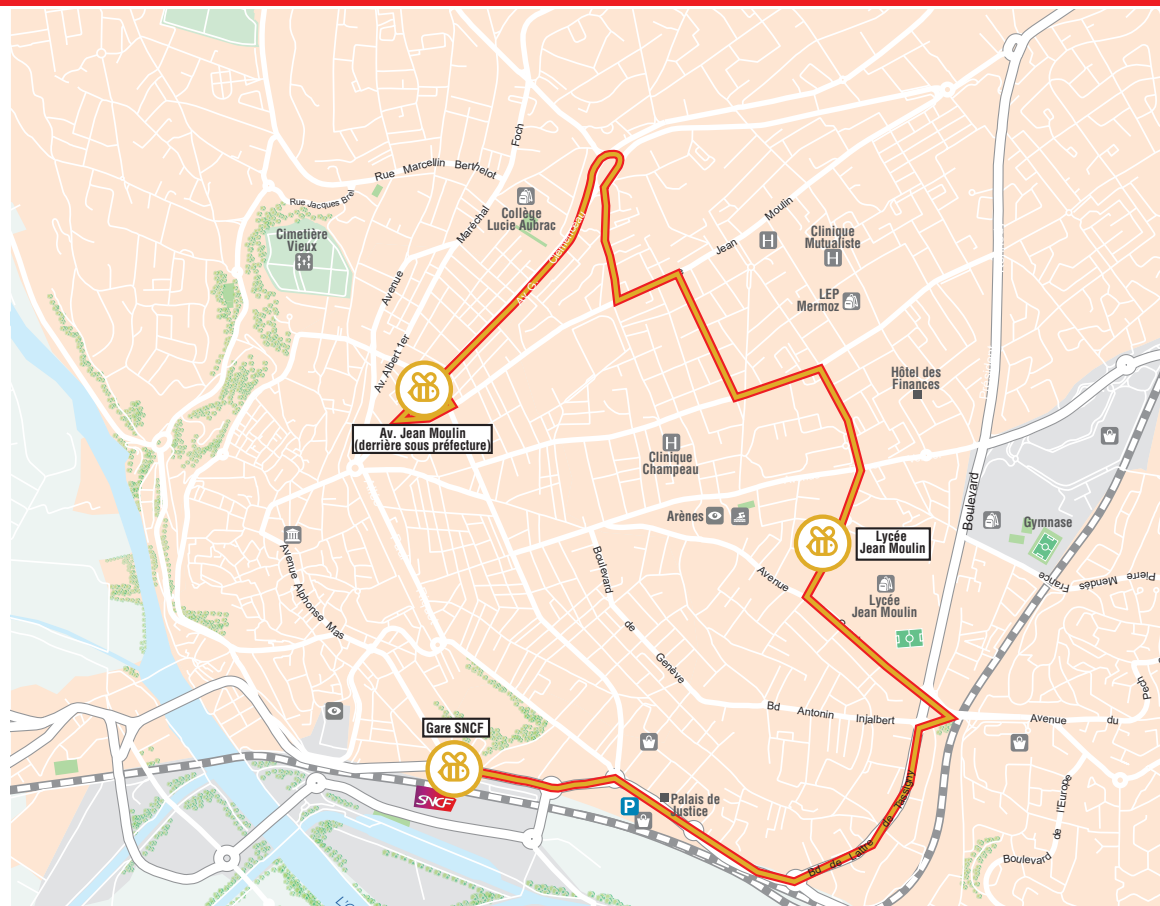 Foch
Rue Marcellin Berthelot
Rue Jacques Brel
Collège
Lucie Aubrac
Maréchal
Avenue
Cimetière
Vieux
Av. G. Clemenceau
Moulin
Jean
H
Clinique
Mutualiste
H
LEP
Mermoz
Av. Albert 1er
Hôtel des
Finances
Av. Jean Moulin
(derrière sous préfecture)
H
Clinique
Champeau
Arènes
Boulevard
Gymnase
Lycée
Jean Moulin
Avenue
Lycée
Jean Moulin
France
Pierre Mendés
Avenue Alphonse Mas
Boulevard
de
Genève
Bd Antonin Injalbert
Avenue
du
Pech
Gare SNCF
SNCF
P
Palais de
Justice
Bd de Lattre de Tassigny
Boulevard
de
l'Europe